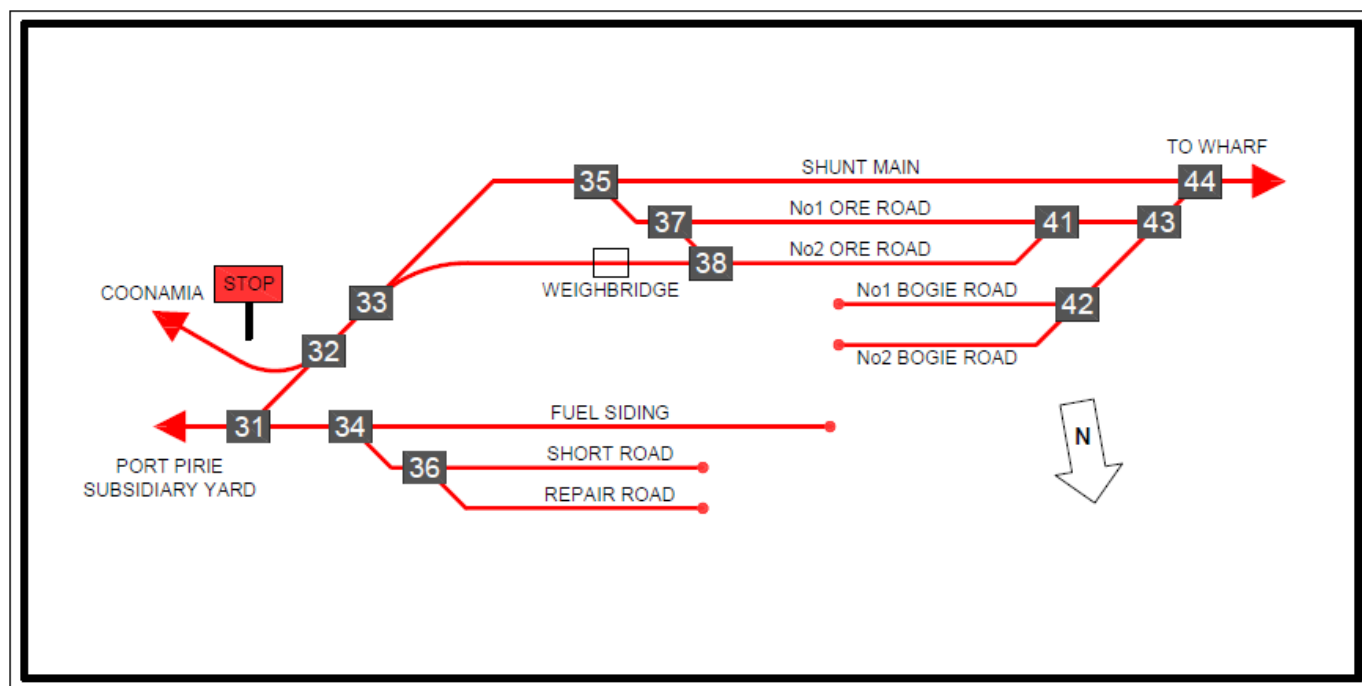 TO WHARF
SHUNT MAIN
35
44
No1 ORE ROAD
37
41
43
No2 ORE ROAD
38
STOP
COONAMIA
WEIGHBRIDGE
33
No1 BOGIE ROAD
42
32
No2 BOGIE ROAD
FUEL SIDING
31
34
N
SHORT ROAD
PORT PIRIE
SUBSIDIARY YARD
36
REPAIR ROAD